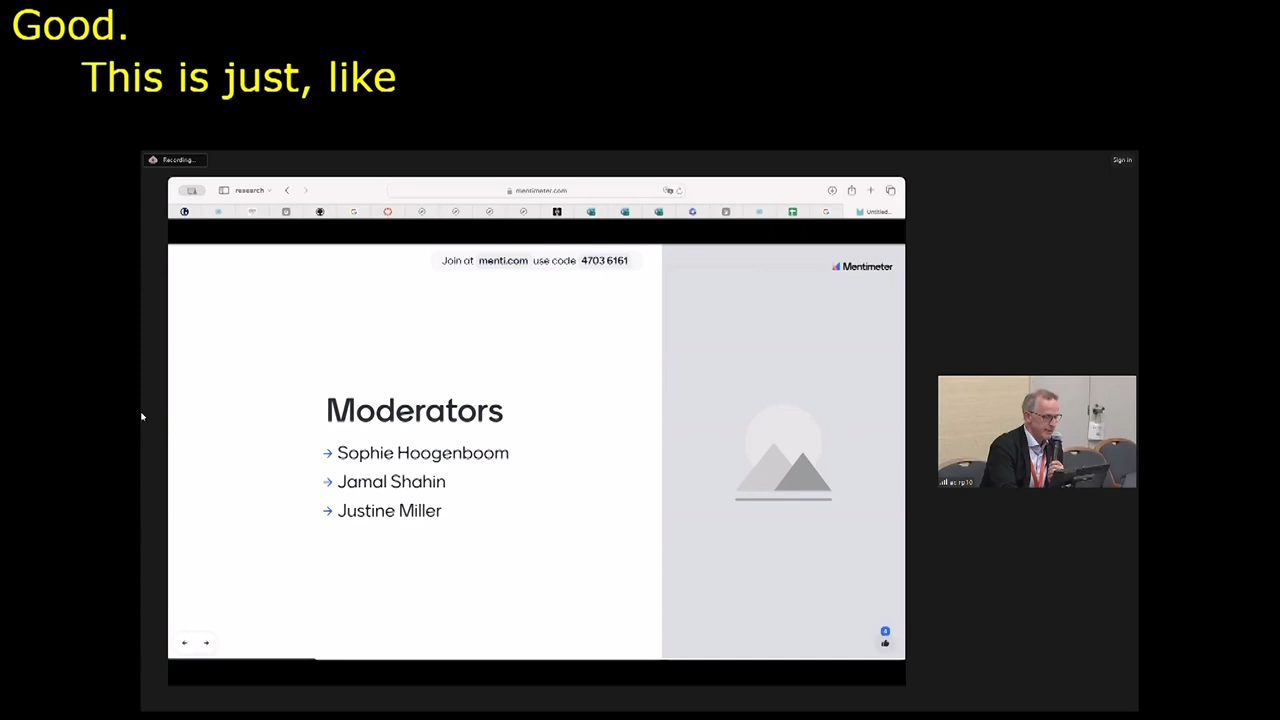 Good.
This is just, like
Recording...
Sign in
research
mentimeter.com
Untitled...
Join at menti.com use code 4703 6161
Mentimeter
Moderators
Sophie Hoogenboom
Jamal Shahin
Justine Miller